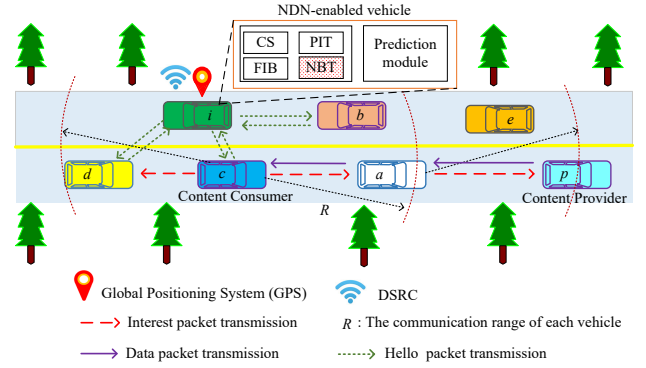 NDN-enabled vehicle
CS
PIT
FIB
NBT
Prediction
module
i
b
e
d
c
a
p
Content Consumer
Content Provider
R
Global Positioning System (GPS)
DSRC
Interest packet transmission
R : The communication range of each vehicle
Data packet transmission
Hello packet transmission